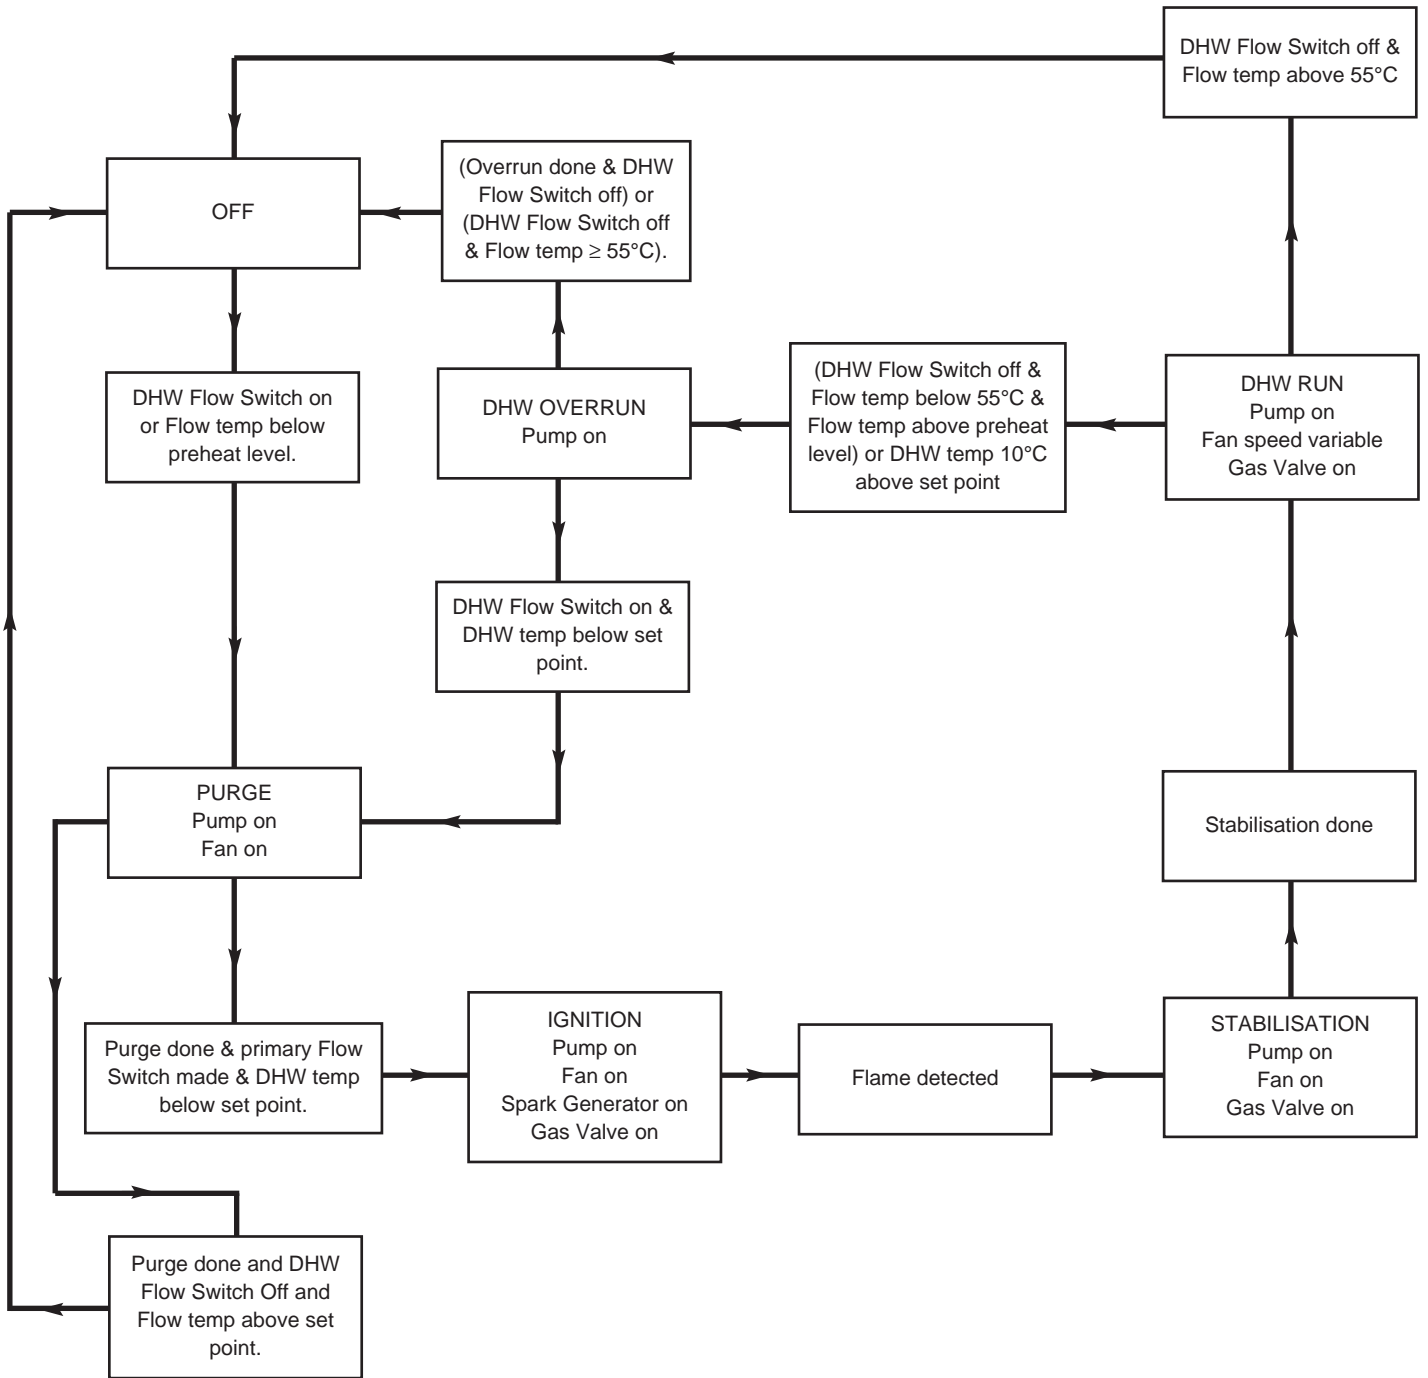 DHW Flow Switch off &
Flow temp above 55°C
OFF
(Overrun done & DHW
Flow Switch off) or
(DHW Flow Switch off
& Flow temp ≥ 55°C).
DHW Flow Switch on
or Flow temp below
preheat level.
DHW OVERRUN
Pump on
(DHW Flow Switch off &
Flow temp below 55°C &
Flow temp above preheat
level) or DHW temp 10°C
above set point
DHW RUN
Pump on
Fan speed variable
Gas Valve on
DHW Flow Switch on &
DHW temp below set
point.
PURGE
Pump on
Fan on
Stabilisation done
Purge done & primary Flow
Switch made & DHW temp
below set point.
IGNITION
Pump on
Fan on
Spark Generator on
Gas Valve on
Flame detected
STABILISATION
Pump on
Fan on
Gas Valve on
Purge done and DHW
Flow Switch Off and
Flow temp above set
point.